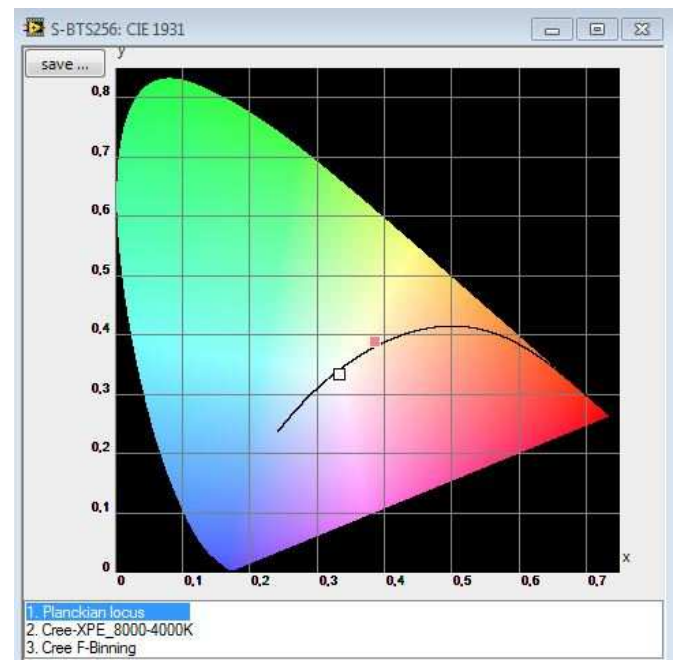 S-BTS256: CIE 1931
save ...
y
0,8
0,7
0,6
0,5
0,4
0,3
0,2
0,1
0
0 0,1 0,2 0,3 0,4 0,5 0,6 0,7
x
1. Planckian locus
2. Cree-XPE_8000-4000K
3. Cree F-Binning